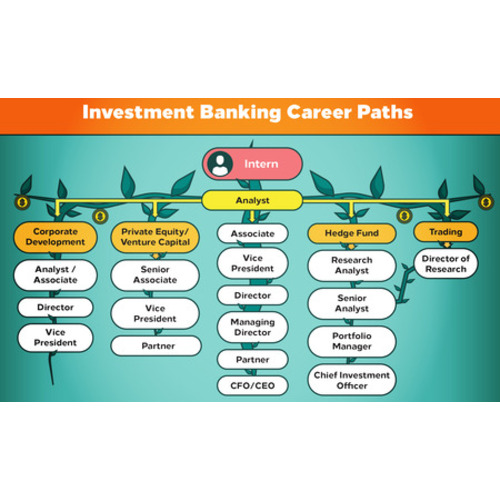 Investment Banking Career Paths
Intern
Analyst
Corporate
Development
Analyst /
Associate
Director
Vice
President
Private Equity/
Venture Capital
Senior
Associate
Vice
President
Partner
Associate
Vice
President
Director
Managing
Director
Partner
CFO/CEO
Hedge Fund
Research
Analyst
Senior
Analyst
Portfolio
Manager
Chief Investment
Officer
Trading
Director of
Research